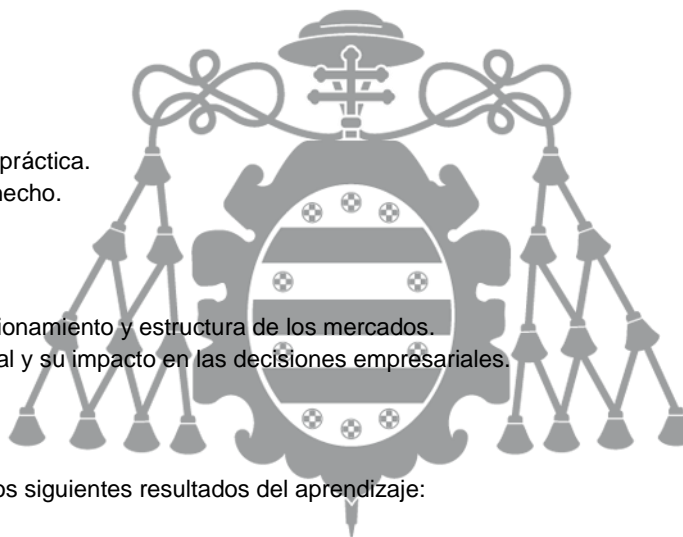 práctica.
hecho.
ionamiento y estructura de los mercados.
al y su impacto en las decisiones empresariales.
os siguientes resultados del aprendizaje: